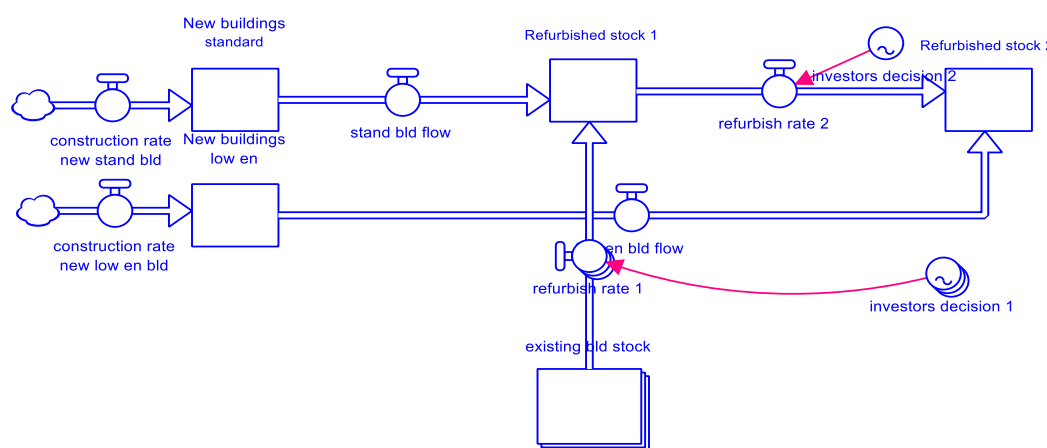 New buildings
standard
Refurbished stock 1
Refurbished stock
investors decision 2
construction rate
new stand bld
stand bld flow
refurbish rate 2
New buildings
low en
construction rate
new low en bld
en bld flow
refurbish rate 1
investors decision 1
existing bld stock